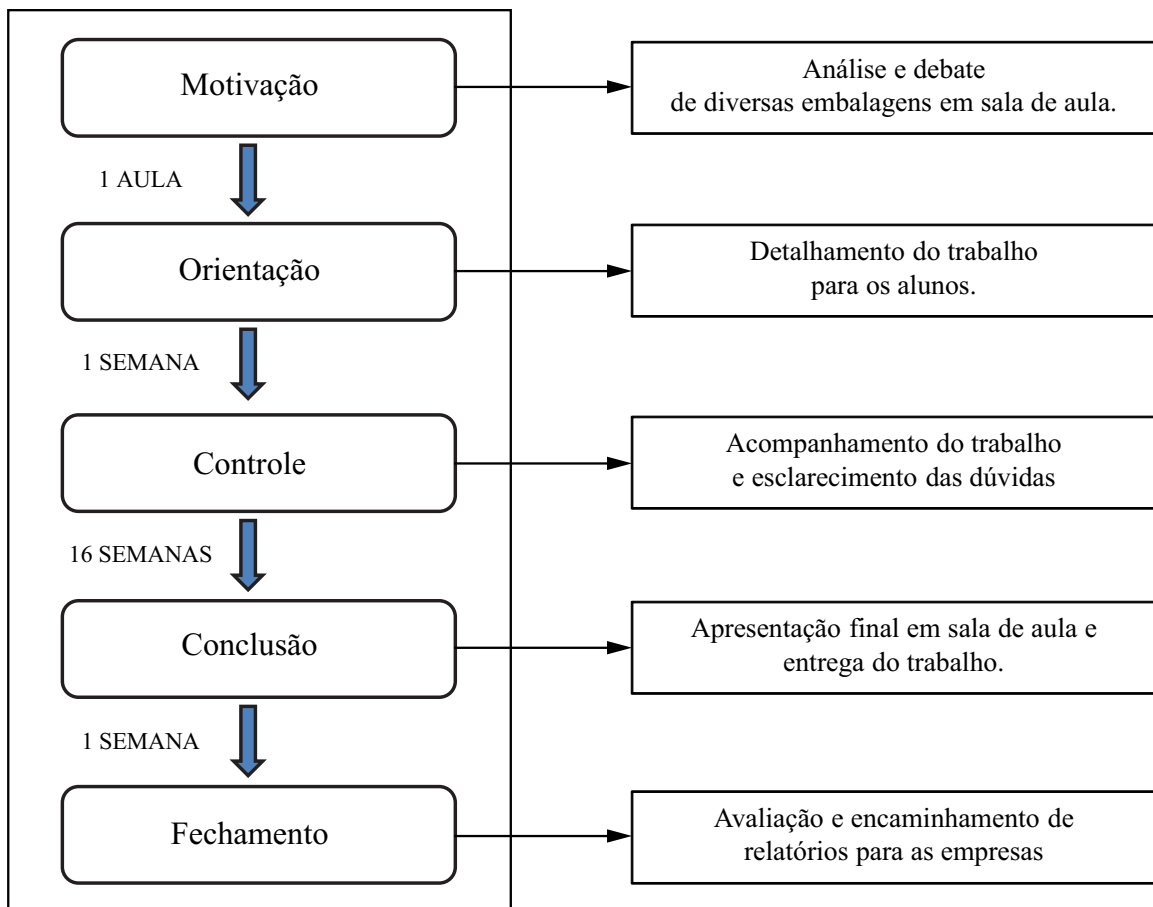 Motivação
Análise e debate
de diversas embalagens em sala de aula.
1 AULA
Orientação
Detalhamento do trabalho
para os alunos.
1 SEMANA
Controle
Acompanhamento do trabalho
e esclarecimento das dúvidas
16 SEMANAS
Conclusão
Apresentação final em sala de aula e
entrega do trabalho.
1 SEMANA
Fechamento
Avaliação e encaminhamento de
relatórios para as empresas